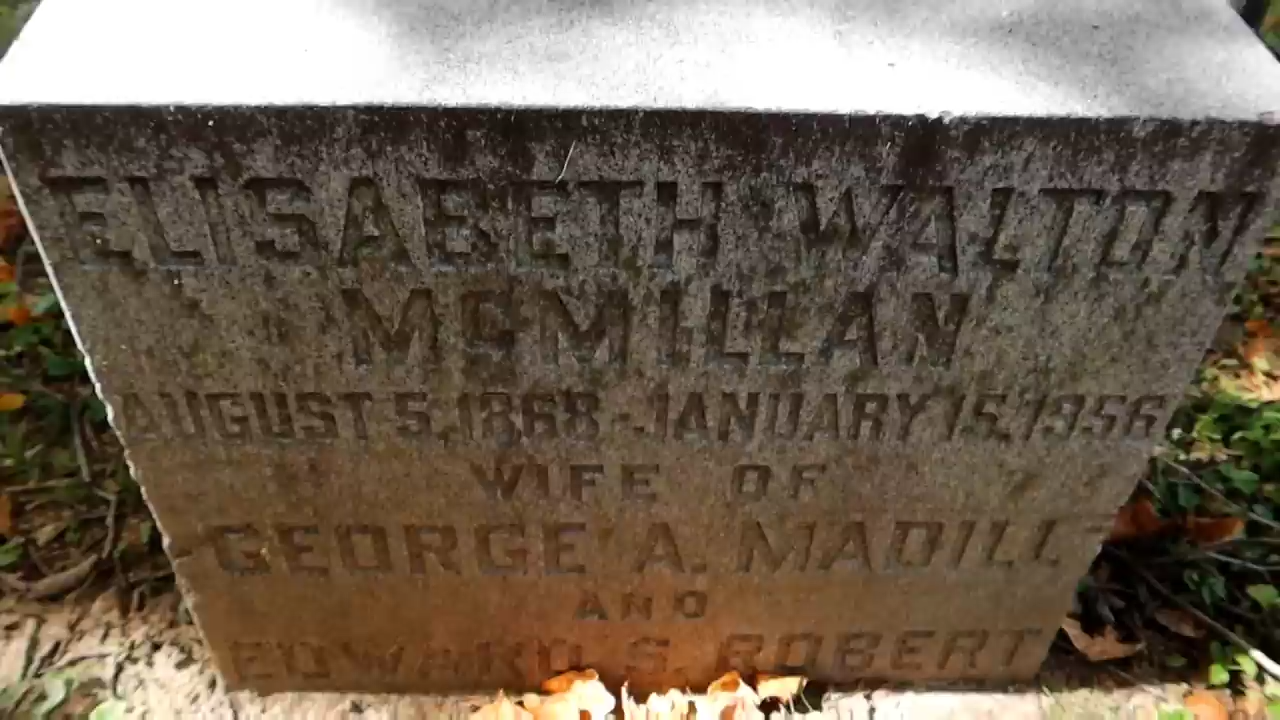 ELISABETH WALTON
MCMILLAN
AUGUST 5, 1868 - JANUARY 15, 1956
WIFE OF
GEORGE A. MADILL
AND
EDWARD S. ROBERT